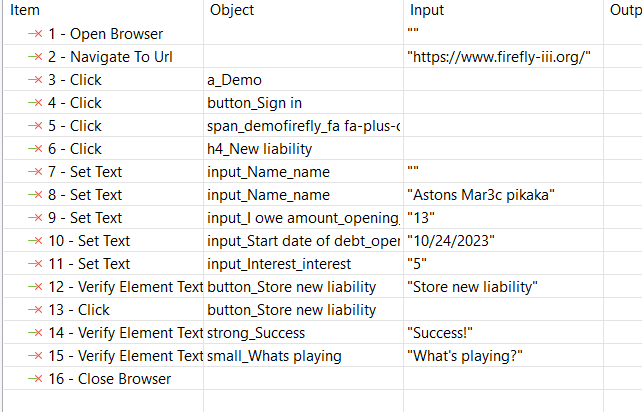 Item Object Input Outp
1 - Open Browser ""
2 - Navigate To Url "https://www.firefly-iii.org/"
3 - Click a_Demo
4 - Click button_Sign in
5 - Click span_demofirefly_fa fa-plus-c
6 - Click h4_New liability
7 - Set Text input_Name_name ""
8 - Set Text input_Name_name "Astons Mar3c pikaka"
9 - Set Text input_I owe amount_opening_ "13"
10 - Set Text input_Start date of debt_oper "10/24/2023"
11 - Set Text input_Interest_interest "5"
12 - Verify Element Text button_Store new liability "Store new liability"
13 - Click button_Store new liability
14 - Verify Element Text strong_Success "Success!"
15 - Verify Element Text small_Whats playing "What's playing?"
16 - Close Browser